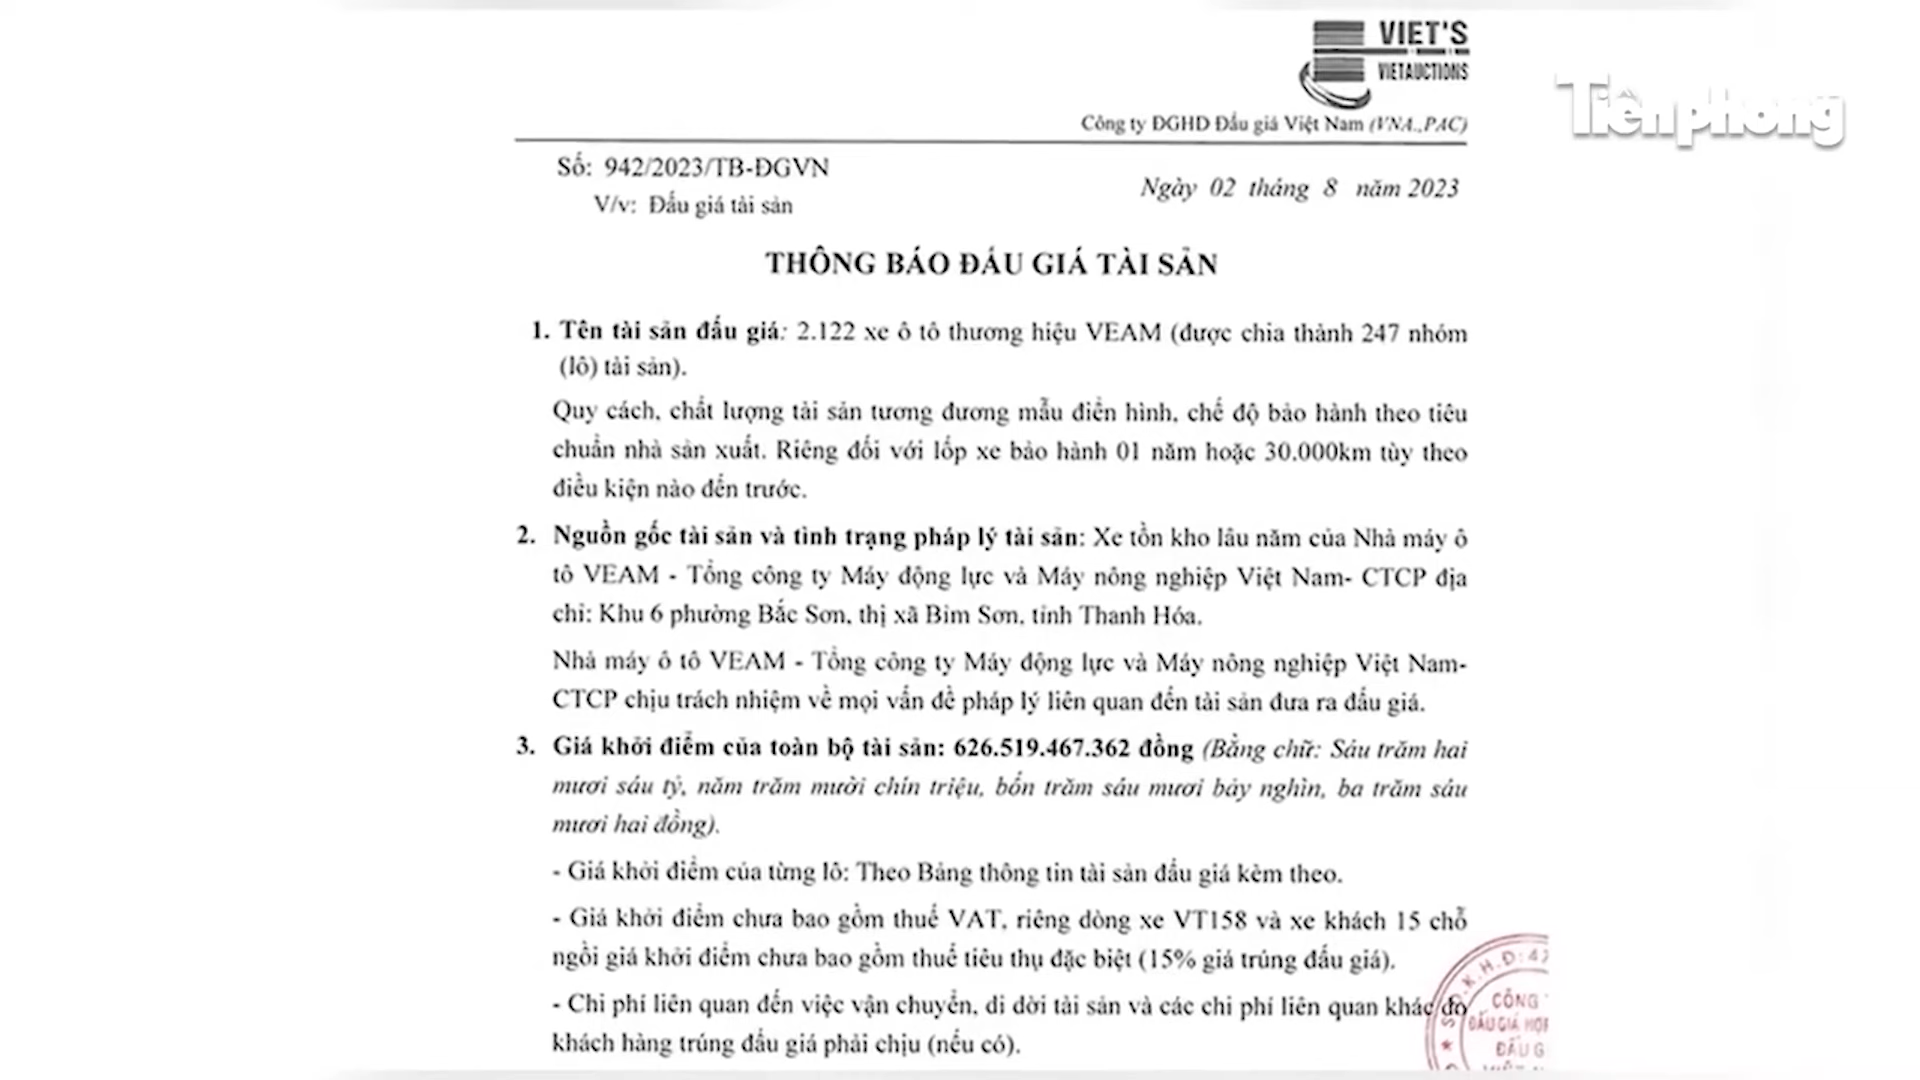 VIET'S
VIETAUCTIONS
Tiền phong
Công ty ĐGHD Đấu giá Việt Nam (VNA.,PAC)
Số: 942/2023/TB-ĐGVN
Ngày 02 tháng 8 năm 2023
V/v: Đấu giá tài sản
THÔNG BÁO ĐẤU GIÁ TÀI SẢN
1. Tên tài sản đấu giá: 2.122 xe ô tô thương hiệu VEAM (được chia thành 247 nhóm
(lô) tài sản).
Quy cách, chất lượng tài sản tương đương mẫu điển hình, chế độ bảo hành theo tiêu
chuẩn nhà sản xuất. Riêng đối với lốp xe bảo hành 01 năm hoặc 30.000km tùy theo
điều kiện nào đến trước.
2. Nguồn gốc tài sản và tình trạng pháp lý tài sản: Xe tồn kho lâu năm của Nhà máy ô
tô VEAM - Tổng công ty Máy động lực và Máy nông nghiệp Việt Nam- CTCP địa
chỉ: Khu 6 phường Bắc Sơn, thị xã Bỉm Sơn, tỉnh Thanh Hóa.
Nhà máy ô tô VEAM - Tổng công ty Máy động lực và Máy nông nghiệp Việt Nam-
CTCP chịu trách nhiệm về mọi vấn đề pháp lý liên quan đến tài sản đưa ra đấu giá.
3. Giá khởi điểm của toàn bộ tài sản: 626.519.467.362 đồng (Bằng chữ: Sáu trăm hai
mươi sáu tỷ, năm trăm mười chín triệu, bốn trăm sáu mươi bảy nghìn, ba trăm sáu
mươi hai đồng).
- Giá khởi điểm của từng lô: Theo Bảng thông tin tài sản đấu giá kèm theo.
- Giá khởi điểm chưa bao gồm thuế VAT, riêng dòng xe VT158 và xe khách 15 chỗ
ngồi giá khởi điểm chưa bao gồm thuế tiêu thụ đặc biệt (15% giá trúng đấu giá).
- Chi phí liên quan đến việc vận chuyển, di dời tài sản và các chi phí liên quan khác do
khách hàng trúng đấu giá phải chịu (nếu có).
CÔNG
ĐẤU GIÁ HỢP
ĐẤU G